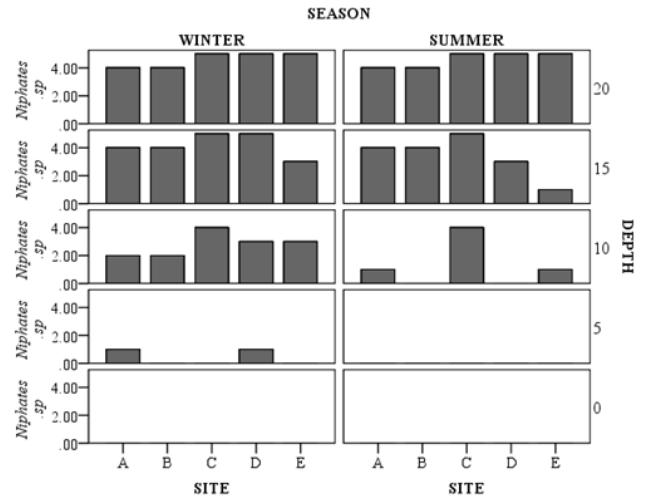 SEASON
WINTER SUMMER
Niphates .sp 4.00 2.00 .00 20
Niphates .sp 4.00 2.00 .00 15
Niphates .sp 4.00 2.00 .00 10
Niphates .sp 4.00 2.00 .00 5
Niphates .sp 4.00 2.00 .00 0
DEPTH
A B C D E A B C D E
SITE SITE